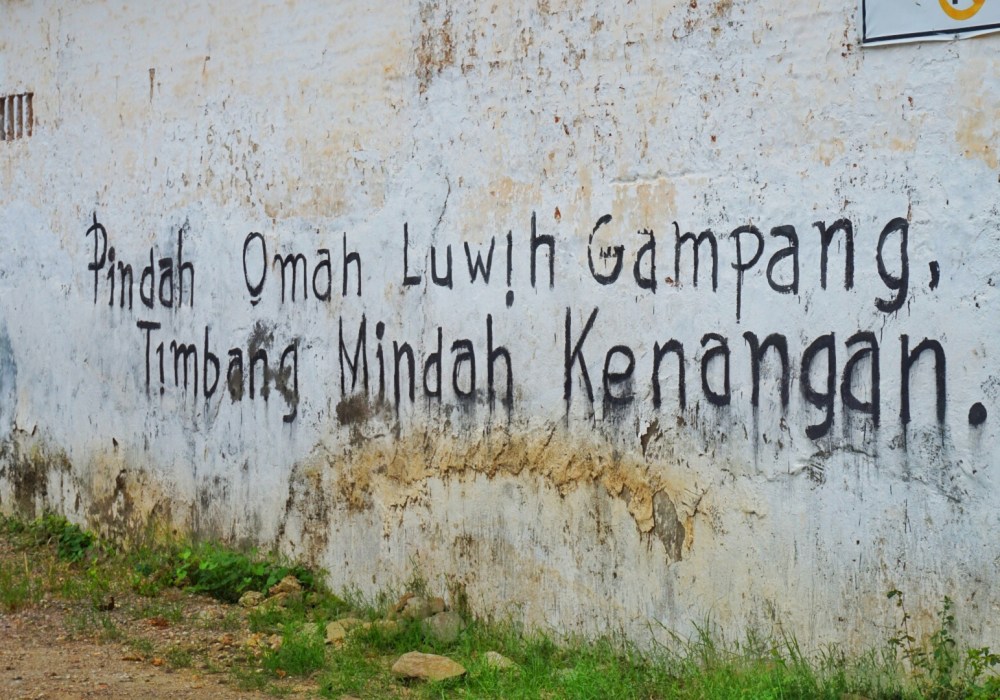 Pindah Omah Luwih Gampang,
Timbang Mindah Kenangan.